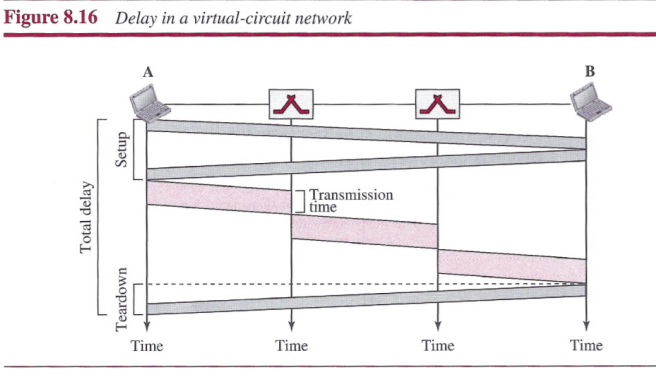 Figure 8.16 Delay in a virtual-circuit network
A
B
Setup
Total delay
Transmission
time
Teardown
Time
Time
Time
Time